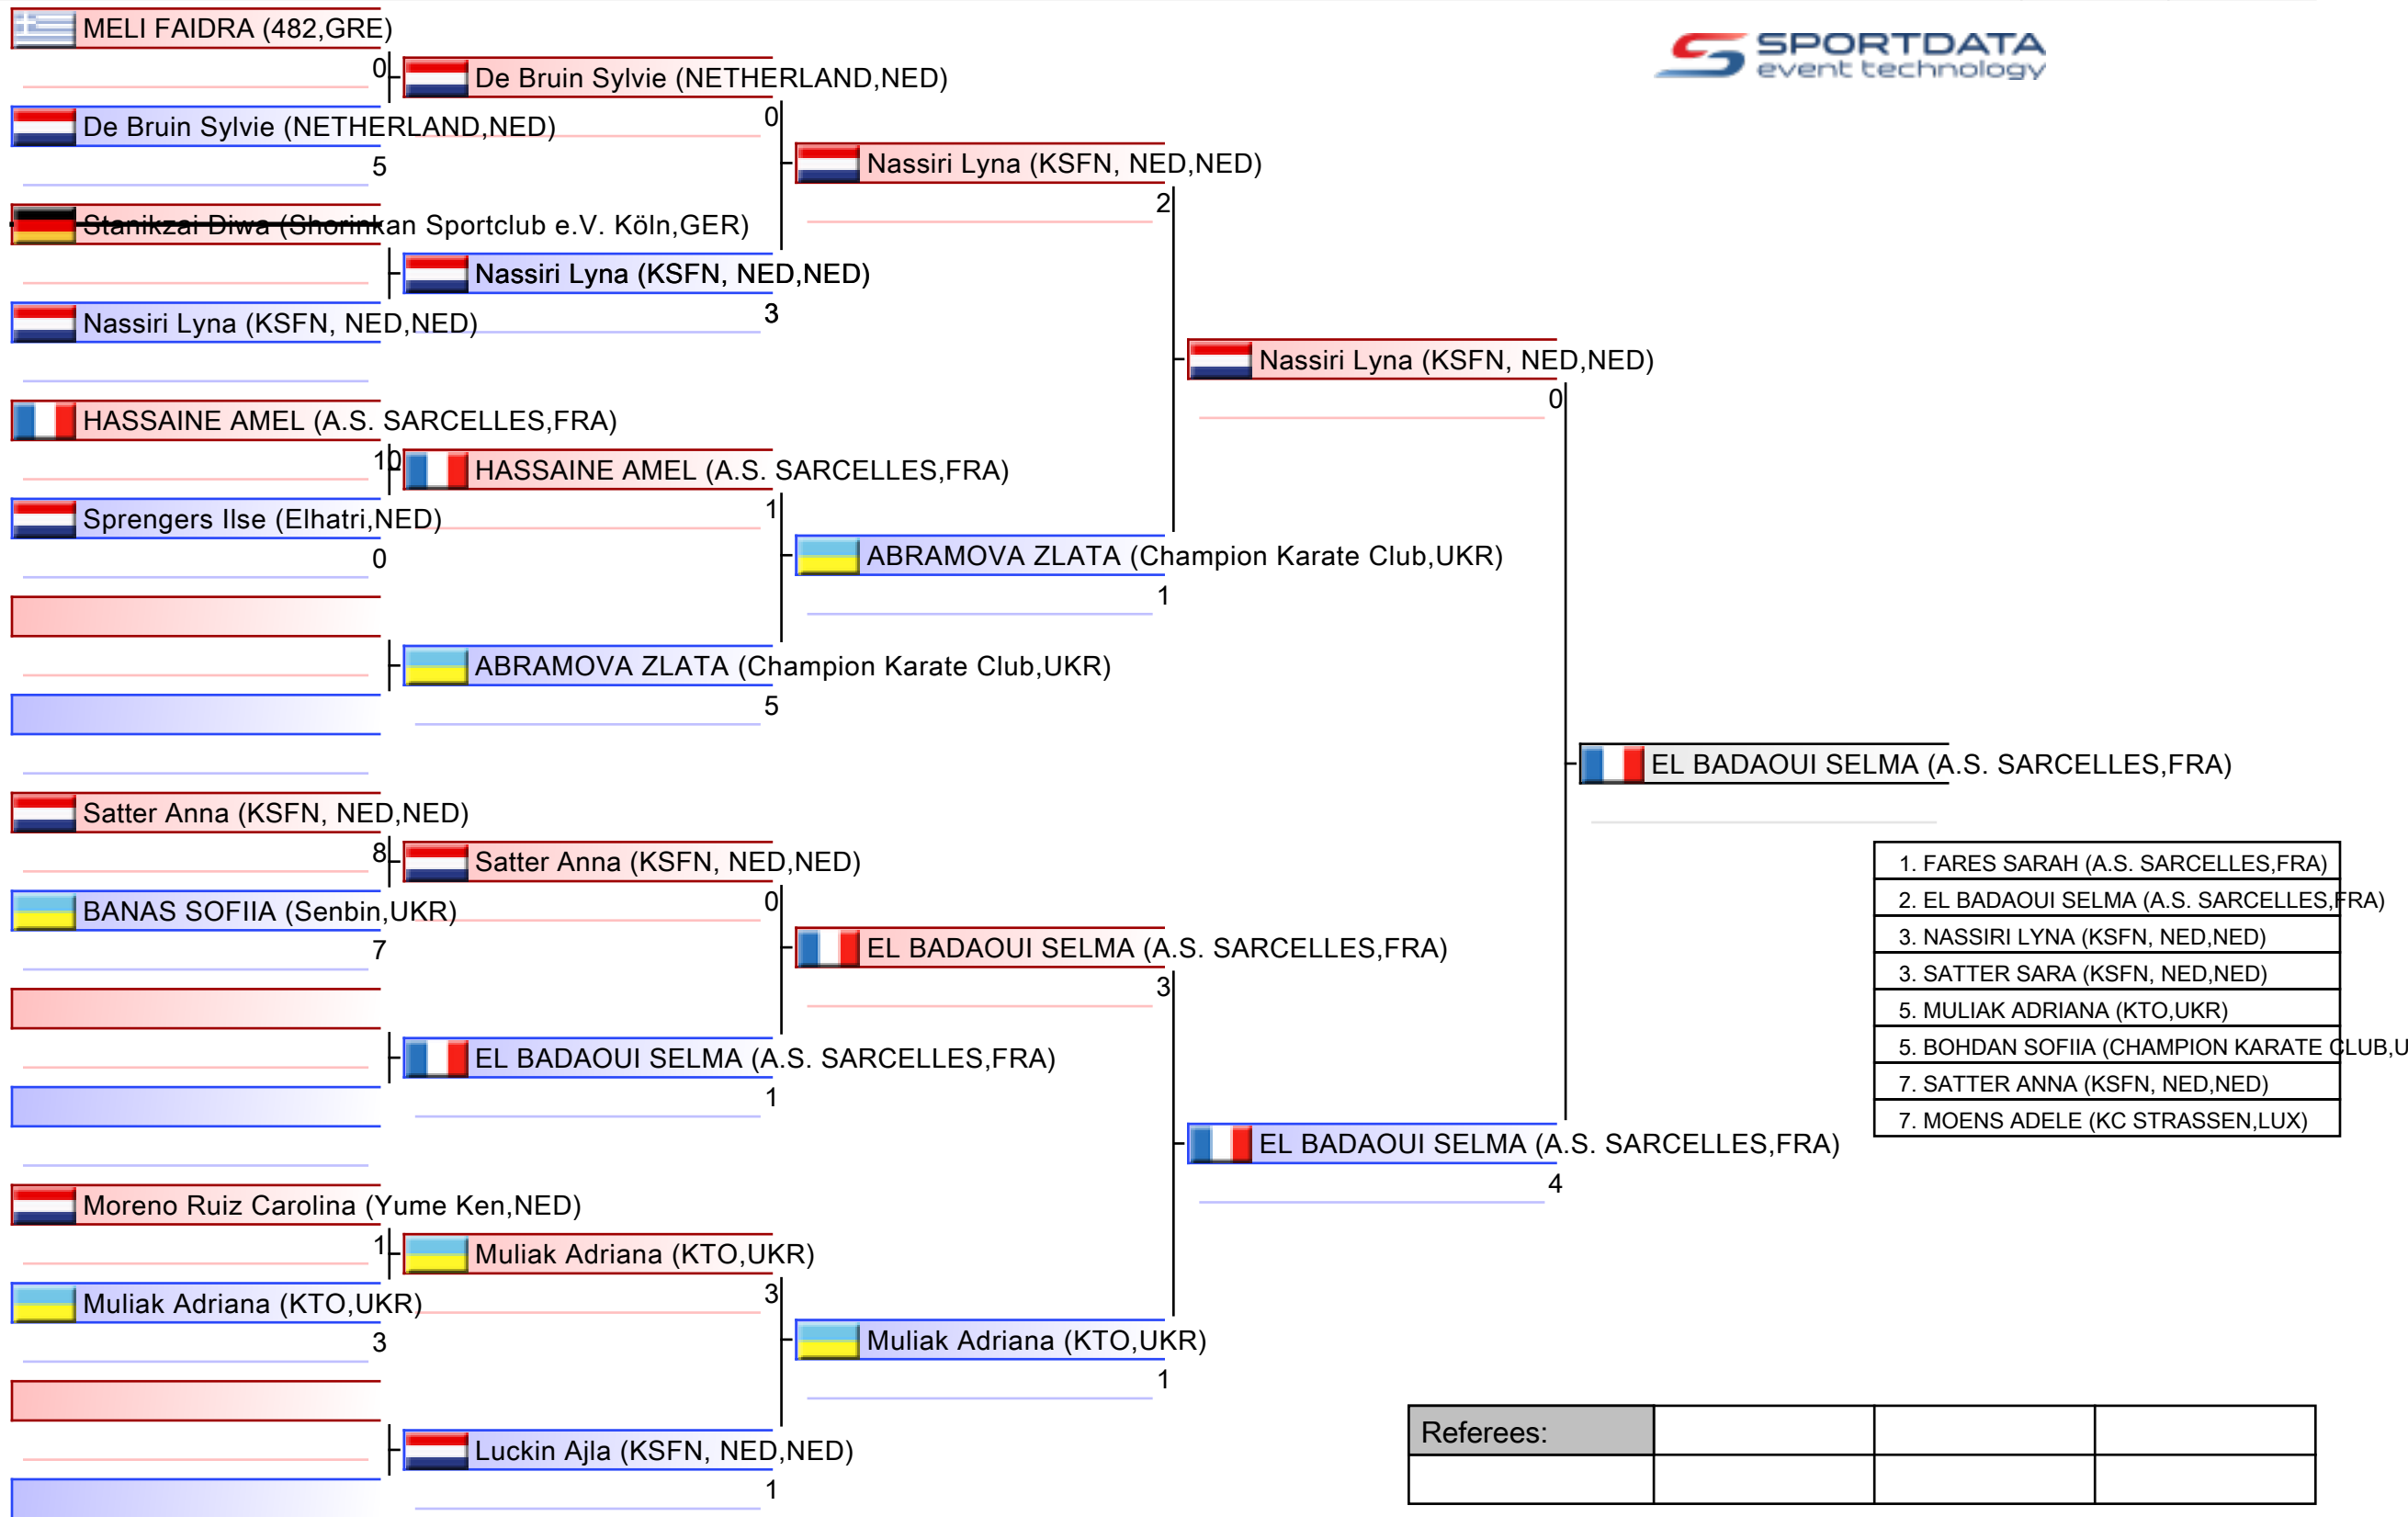 MELI FAIDRA (482,GRE)
0
De Bruin Sylvie (NETHERLAND,NED)
5
Stanikzai Diwa (Shorinkan Sportclub e.V. Köln,GER)
Nassiri Lyna (KSFN, NED,NED)
HASSAINE AMEL (A.S. SARCELLES,FRA)
10
Sprengers Ilse (Elhatri,NED)
0
Satter Anna (KSFN, NED,NED)
8
BANAS SOFIIA (Senbin,UKR)
7
Moreno Ruiz Carolina (Yume Ken,NED)
1
Muliak Adriana (KTO,UKR)
3
De Bruin Sylvie (NETHERLAND,NED)
0
Nassiri Lyna (KSFN, NED,NED)
3
HASSAINE AMEL (A.S. SARCELLES,FRA)
1
ABRAMOVA ZLATA (Champion Karate Club,UKR)
5
Satter Anna (KSFN, NED,NED)
0
EL BADAOUI SELMA (A.S. SARCELLES,FRA)
1
Muliak Adriana (KTO,UKR)
3
Luckin Ajla (KSFN, NED,NED)
1
Nassiri Lyna (KSFN, NED,NED)
2
ABRAMOVA ZLATA (Champion Karate Club,UKR)
1
EL BADAOUI SELMA (A.S. SARCELLES,FRA)
3
Muliak Adriana (KTO,UKR)
1
Nassiri Lyna (KSFN, NED,NED)
0
EL BADAOUI SELMA (A.S. SARCELLES,FRA)
4
EL BADAOUI SELMA (A.S. SARCELLES,FRA)
SPORTDATA
event technology
1. FARES SARAH (A.S. SARCELLES,FRA)
2. EL BADAOUI SELMA (A.S. SARCELLES,FRA)
3. NASSIRI LYNA (KSFN, NED,NED)
3. SATTER SARA (KSFN, NED,NED)
5. MULIAK ADRIANA (KTO,UKR)
5. BOHDAN SOFIIA (CHAMPION KARATE CLUB,U
7. SATTER ANNA (KSFN, NED,NED)
7. MOENS ADELE (KC STRASSEN,LUX)
Referees: